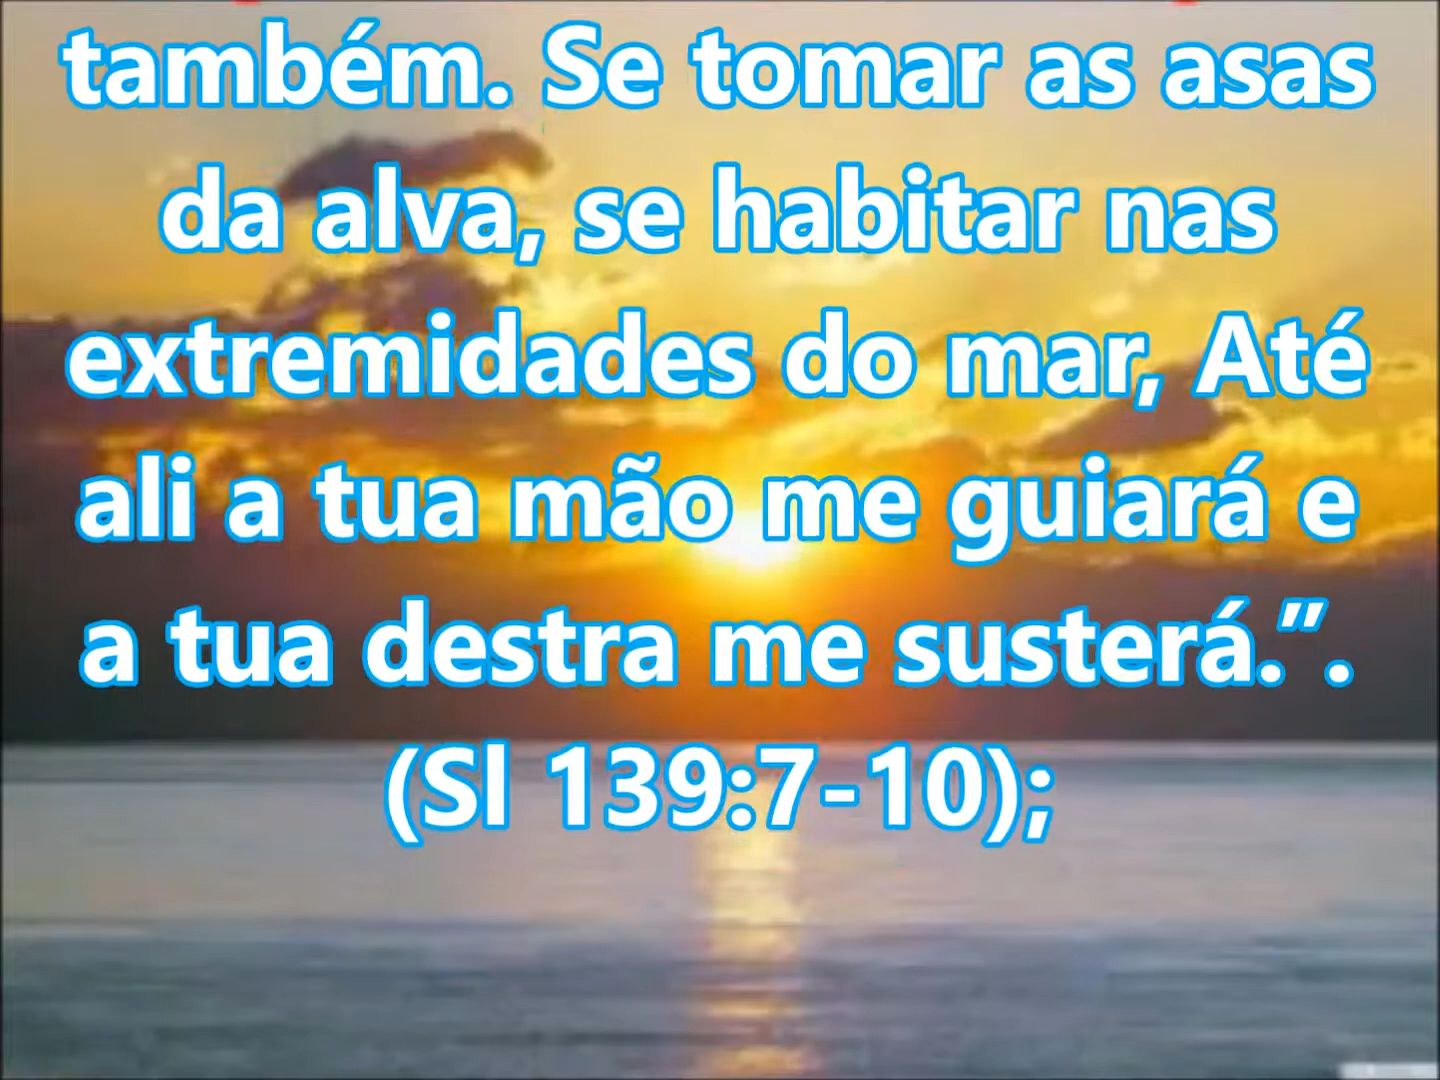 também. Se tomar as asas
da alva, se habitar nas
extremidades do mar, Até
ali a tua mão me guiará e
a tua destra me susterá.”.
(Sl 139:7-10);